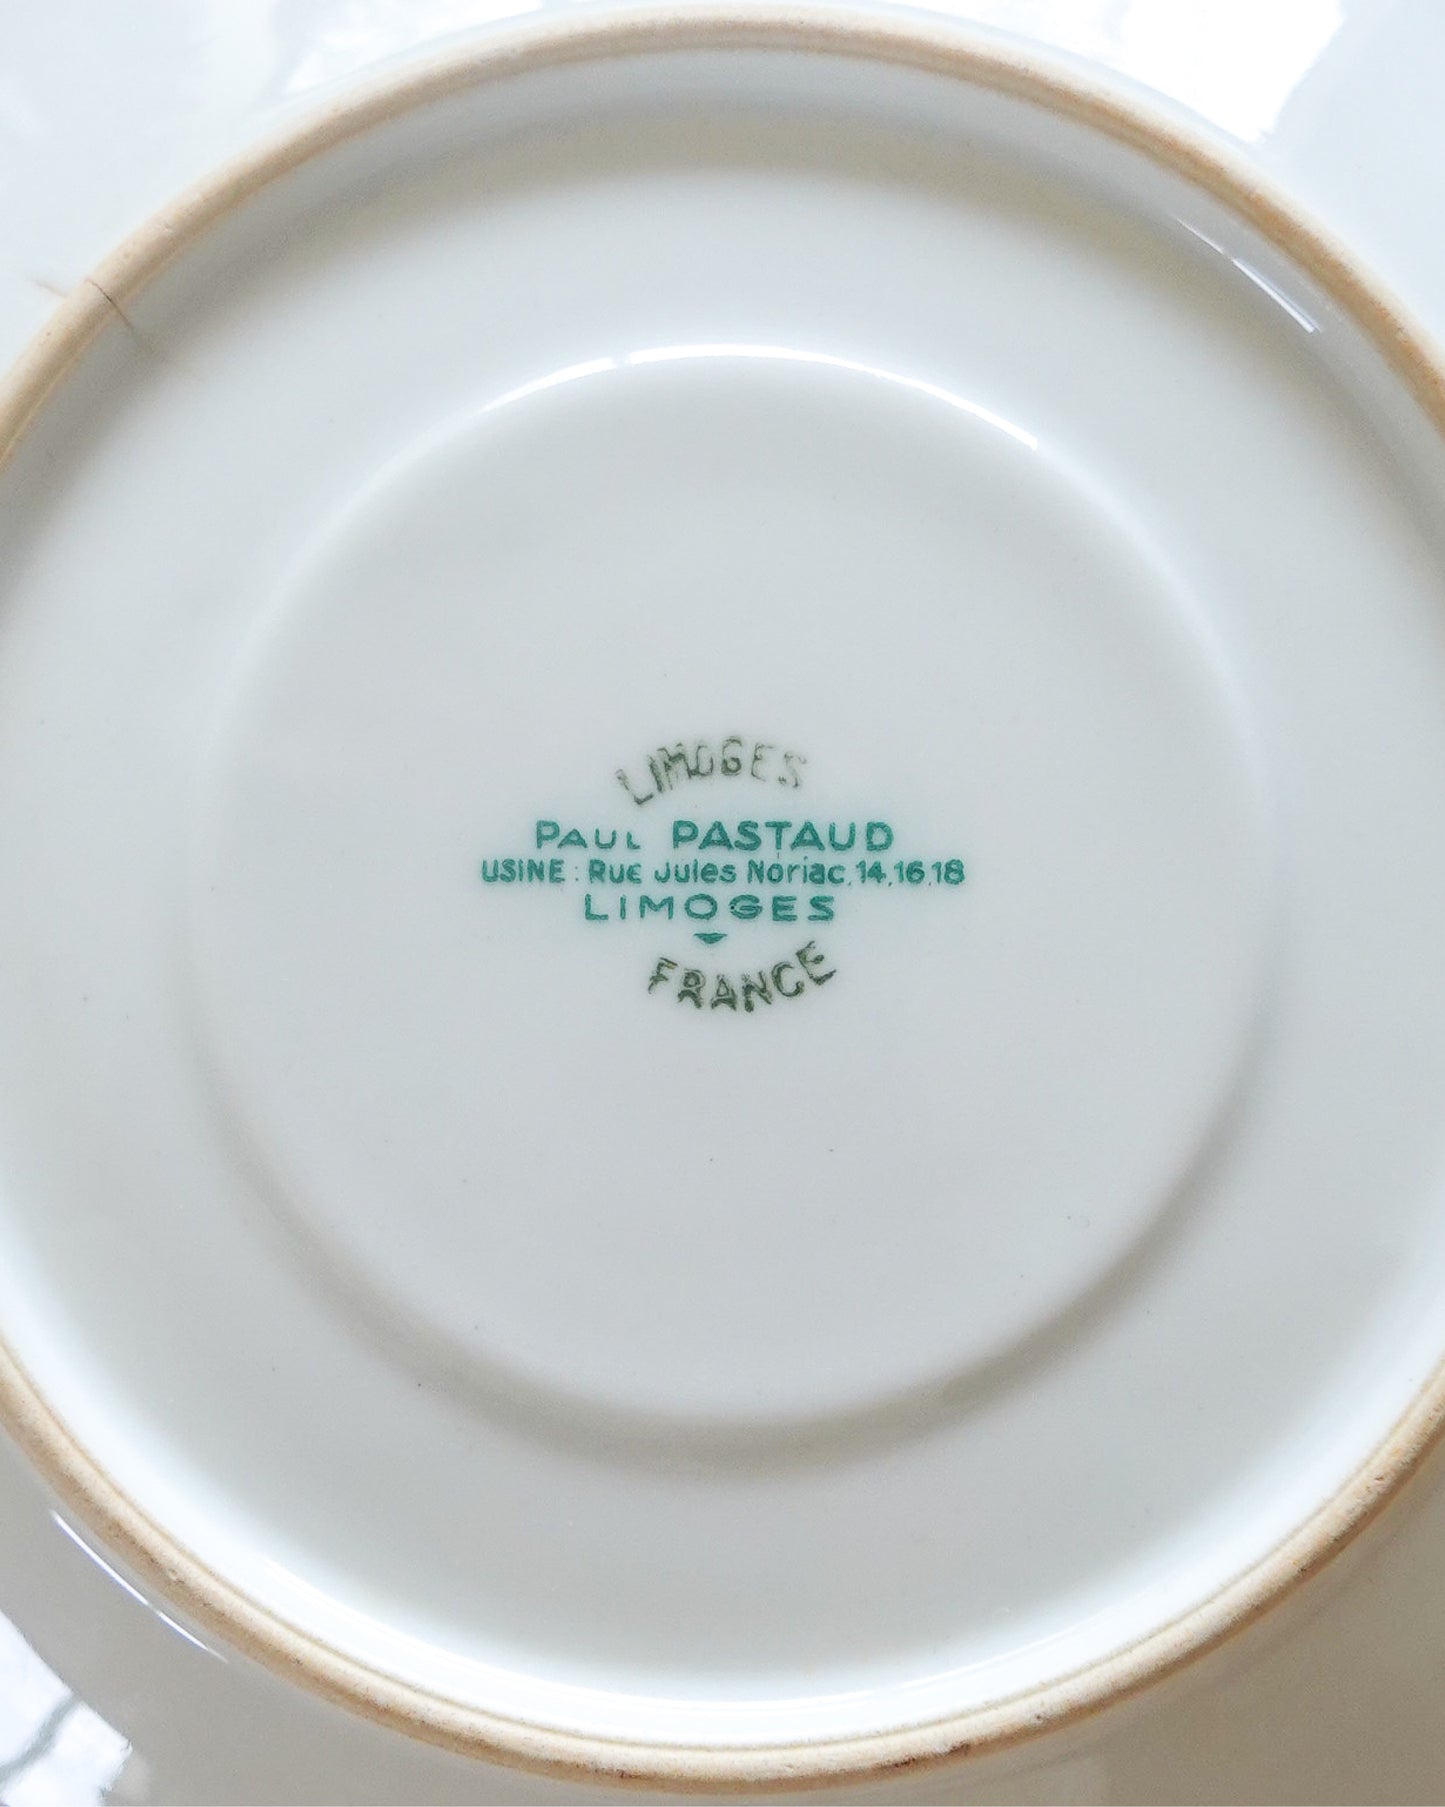 LIMOGES
PAUL PASTAUD
USINE : Rue Jules Noriac, 14,16,18
LIMOGES
FRANCE